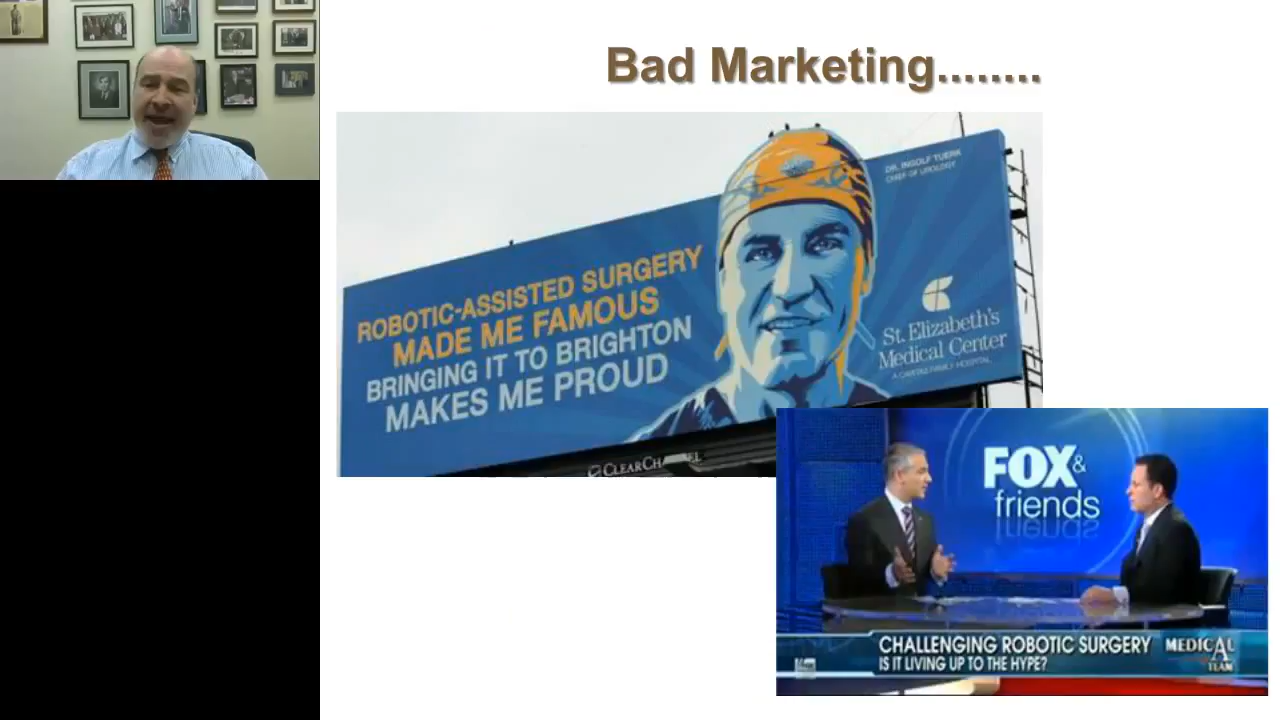 Bad Marketing........
DR. INGOLF TUERK
CHIEF OF UROLOGY
ROBOTIC-ASSISTED SURGERY
MADE ME FAMOUS
BRINGING IT TO BRIGHTON
MAKES ME PROUD
St. Elizabeth's
Medical Center
A CARITAS FAMILY HOSPITAL
CLEARCHANNEL
FOX &
friends
CHALLENGING ROBOTIC SURGERY
IS IT LIVING UP TO THE HYPE?
MEDICAL
A TEAM